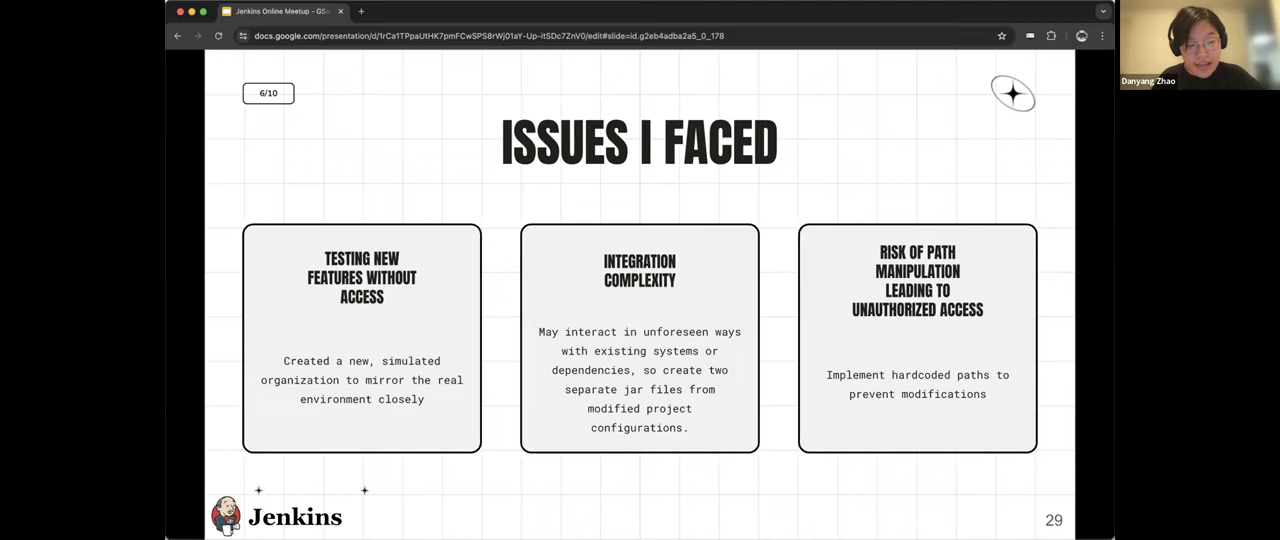 Jenkins Online Meetup - GSo
docs.google.com/presentation/d/1rCa1TPpaUtHK7pmFCwSPS8rWj01aY-Up-itSDc7ZnV0/edit#slide=id.g2eb4adba2a5_0_178
Danyang Zhao
6/10
ISSUES I FACED
TESTING NEW
FEATURES WITHOUT
ACCESS
Created a new, simulated
organization to mirror the real
environment closely
INTEGRATION
COMPLEXITY
May interact in unforeseen ways
with existing systems or
dependencies, so create two
separate jar files from
modified project
configurations.
RISK OF PATH
MANIPULATION
LEADING TO
UNAUTHORIZED ACCESS
Implement hardcoded paths to
prevent modifications
Jenkins
29